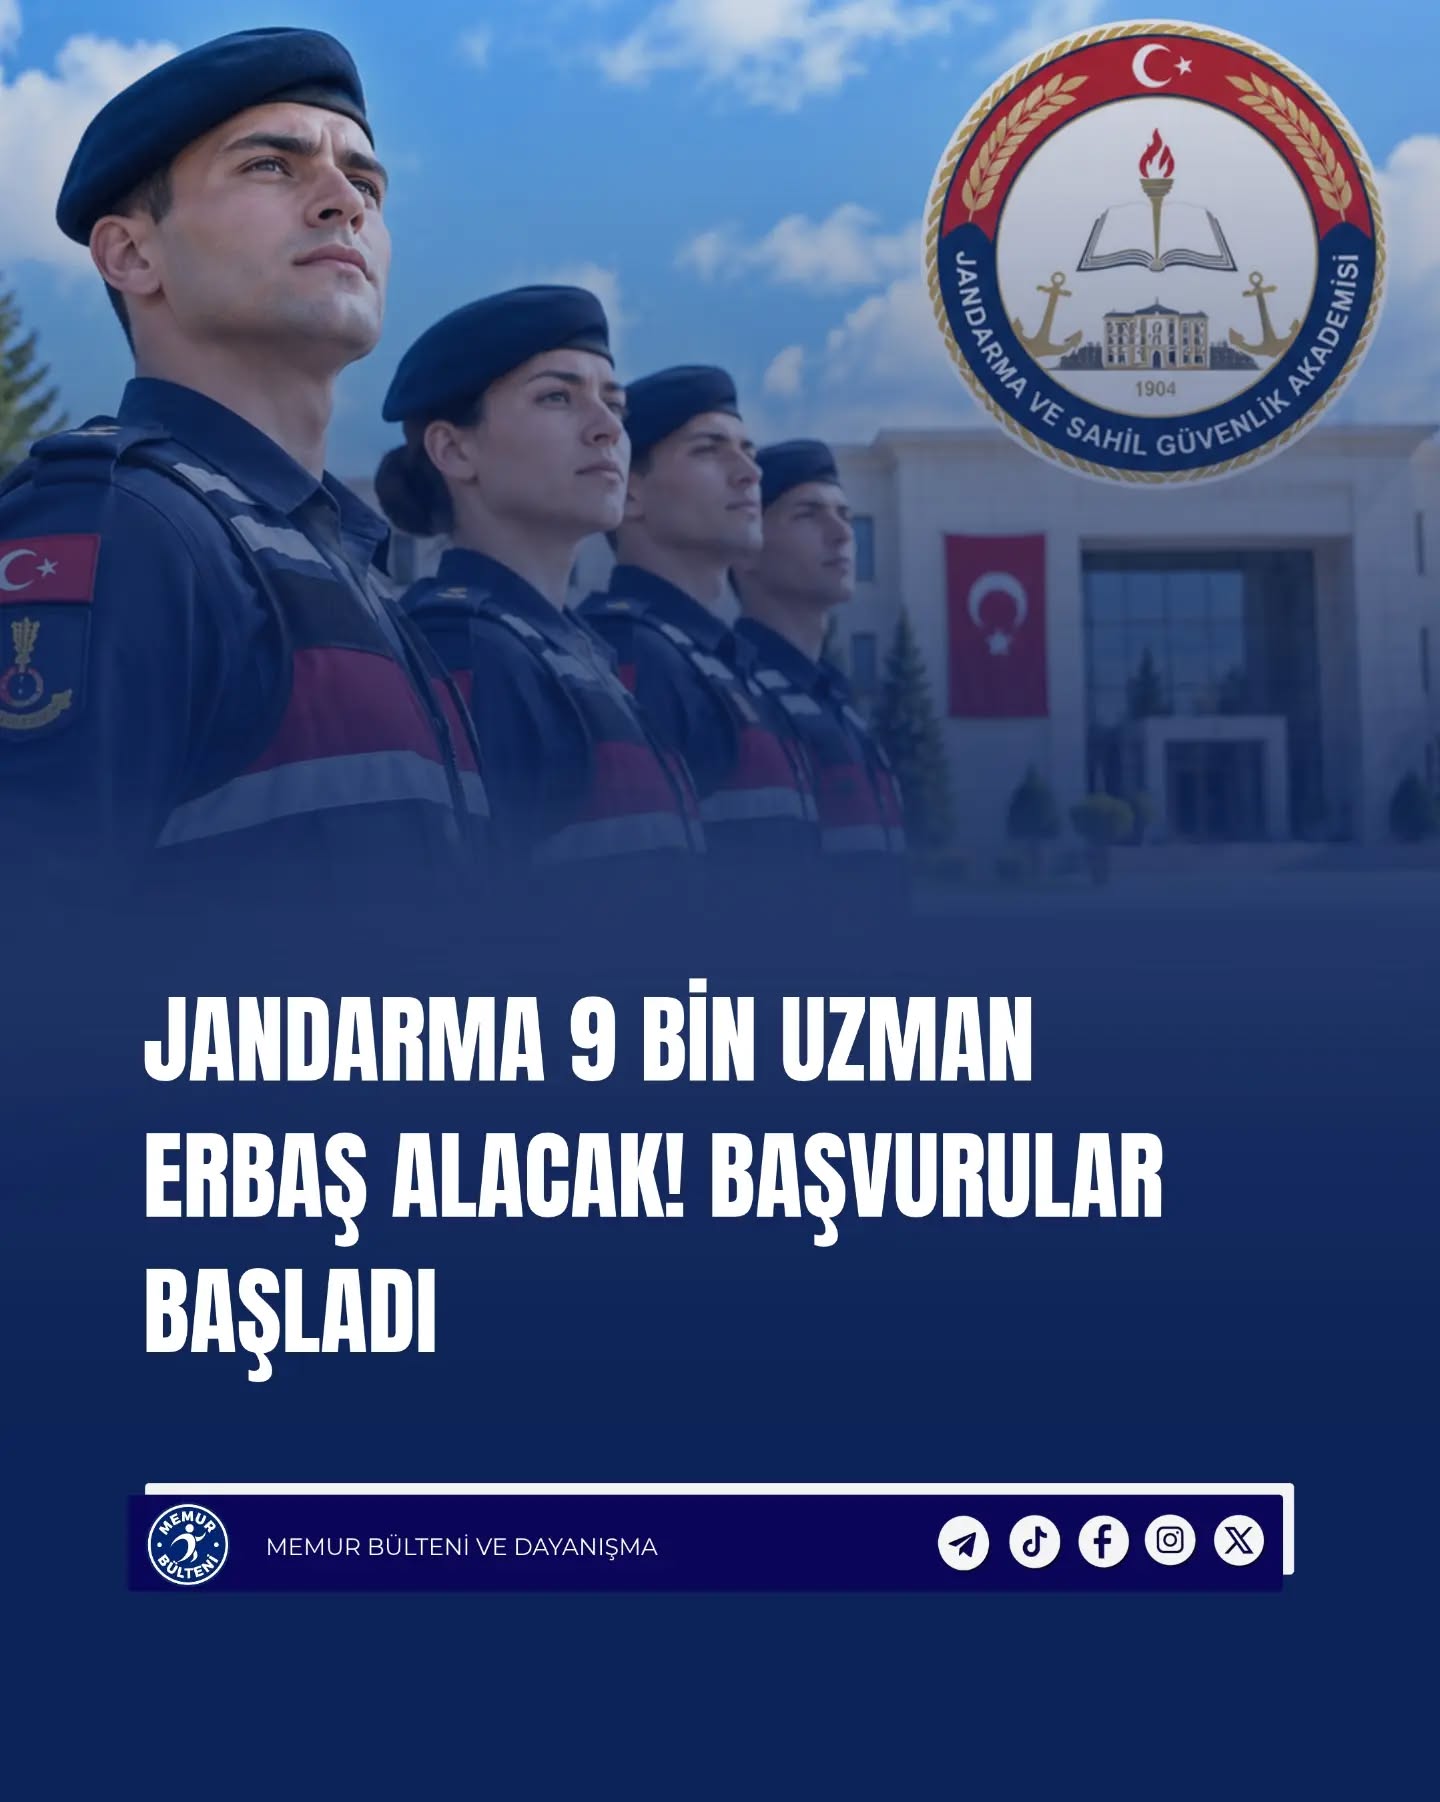 JANDARMA VE SAHİL GÜVENLİK AKADEMİSİ
1904
JANDARMA 9 BİN UZMAN
ERBAŞ ALACAK! BAŞVURULAR
BAŞLADI
MEMUR
BÜLTENİ
MEMUR BÜLTENİ VE DAYANIŞMA